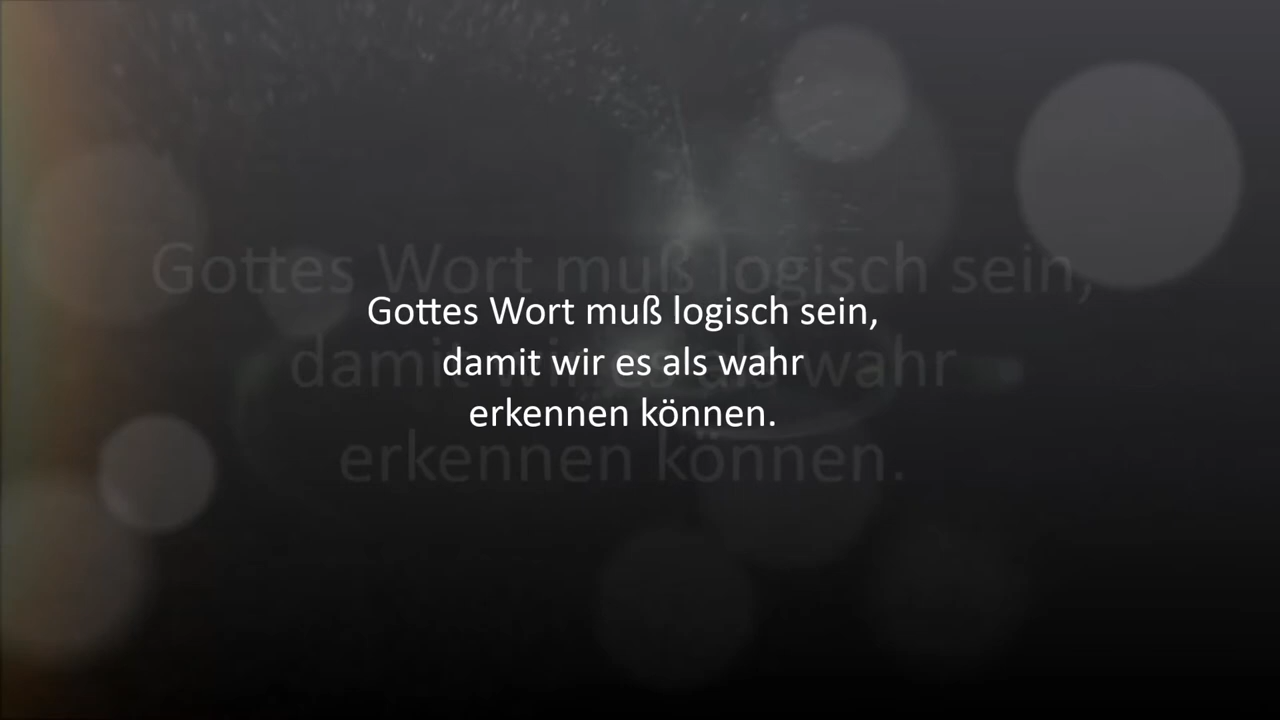 Gottes Wort muß logisch sein,
damit wir es als wahr
erkennen können.